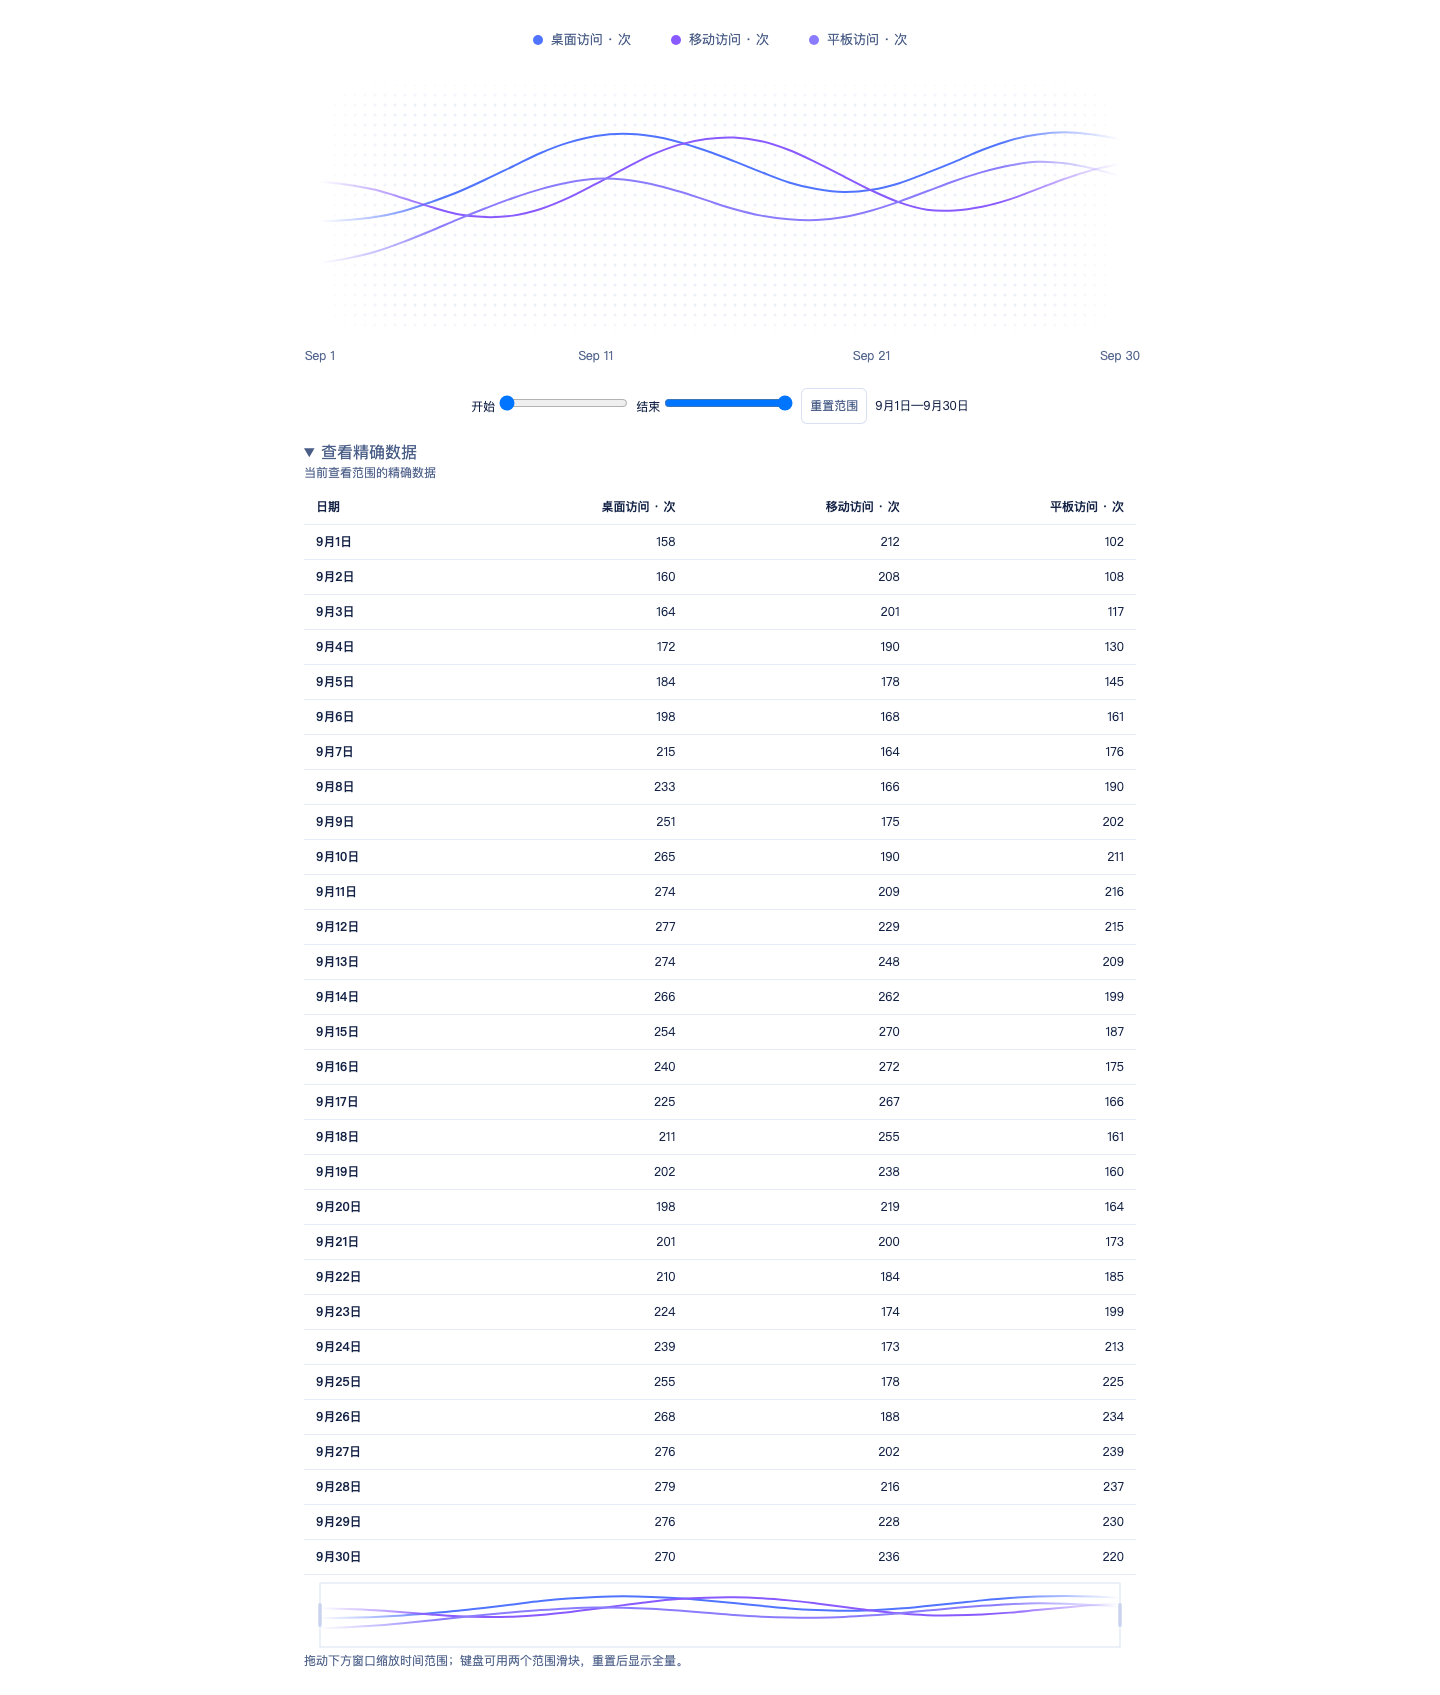 桌面访问 · 次 移动访问 · 次 平板访问 · 次
Sep 1 Sep 11 Sep 21 Sep 30
开始 结束 重置范围 9月1日—9月30日
▼ 查看精确数据
当前查看范围的精确数据
日期 桌面访问 · 次 移动访问 · 次 平板访问 · 次
9月1日 158 212 102
9月2日 160 208 108
9月3日 164 201 117
9月4日 172 190 130
9月5日 184 178 145
9月6日 198 168 161
9月7日 215 164 176
9月8日 233 166 190
9月9日 251 175 202
9月10日 265 190 211
9月11日 274 209 216
9月12日 277 229 215
9月13日 274 248 209
9月14日 266 262 199
9月15日 254 270 187
9月16日 240 272 175
9月17日 225 267 166
9月18日 211 255 161
9月19日 202 238 160
9月20日 198 219 164
9月21日 201 200 173
9月22日 210 184 185
9月23日 224 174 199
9月24日 239 173 213
9月25日 255 178 225
9月26日 268 188 234
9月27日 276 202 239
9月28日 279 216 237
9月29日 276 228 230
9月30日 270 236 220
拖动下方窗口缩放时间范围；键盘可用两个范围滑块，重置后显示全量。